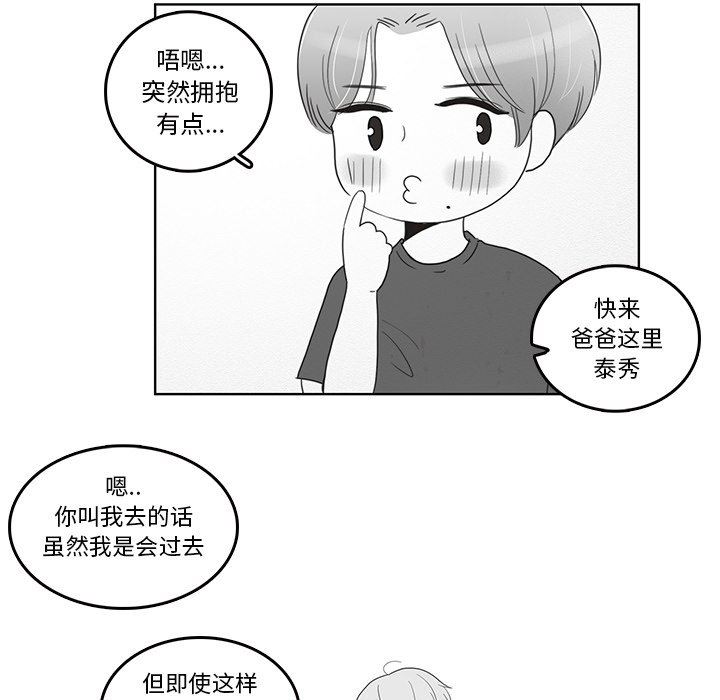 唔嗯...
突然拥抱
有点...
快来
爸爸这里
泰秀
嗯..
你叫我去的话
虽然我是会过去
但即使这样